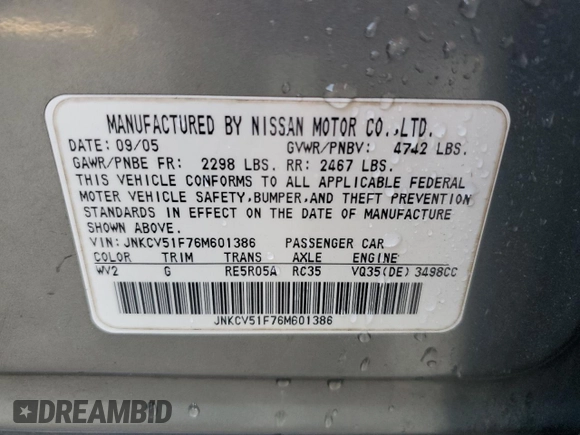 MANUFACTURED BY NISSAN MOTOR CO.,LTD.
DATE: 09/05 GVWR/PNBV: 4742 LBS.
GAWR/PNBE FR: 2298 LBS. RR: 2467 LBS.
THIS VEHICLE CONFORMS TO ALL APPLICABLE FEDERAL
MOTOR VEHICLE SAFETY,BUMPER,AND THEFT PREVENTION
STANDARDS IN EFFECT ON THE DATE OF MANUFACTURE
SHOWN ABOVE.
VIN: JNKCV51F76M601386 PASSENGER CAR
COLOR TRIM TRANS AXLE ENGINE
WV2 G RE5R05A RC35 VQ35(DE) 3498CC
JNKCV51F76M601386
DREAMBID